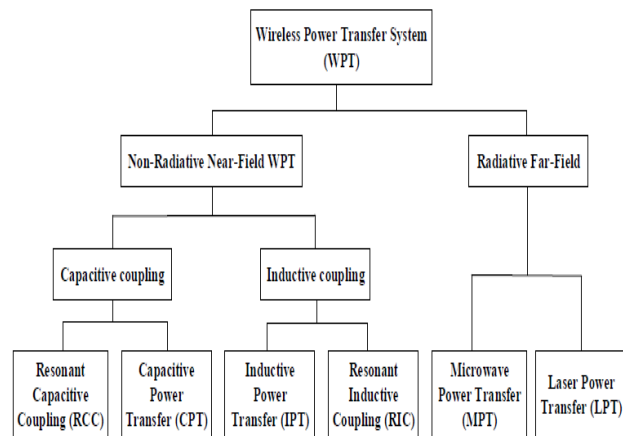 Wireless Power Transfer System
(WPT)
Non-Radiative Near-Field WPT
Radiative Far-Field
Capacitive coupling
Inductive coupling
Resonant
Capacitive
Coupling (RCC)
Capacitive
Power
Transfer (CPT)
Inductive
Power
Transfer (IPT)
Resonant
Inductive
Coupling (RIC)
Microwave
Power Transfer
(MPT)
Laser Power
Transfer (LPT)